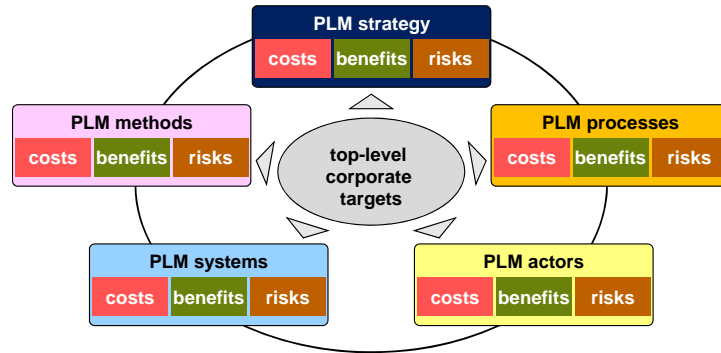 PLM strategy
costs benefits risks
PLM methods
costs benefits risks
PLM processes
costs benefits risks
top-level
corporate
targets
PLM systems
costs benefits risks
PLM actors
costs benefits risks